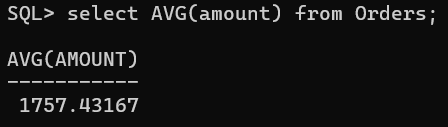 SQL> select AVG(amount) from Orders;
AVG(AMOUNT)
-----------
1757.43167